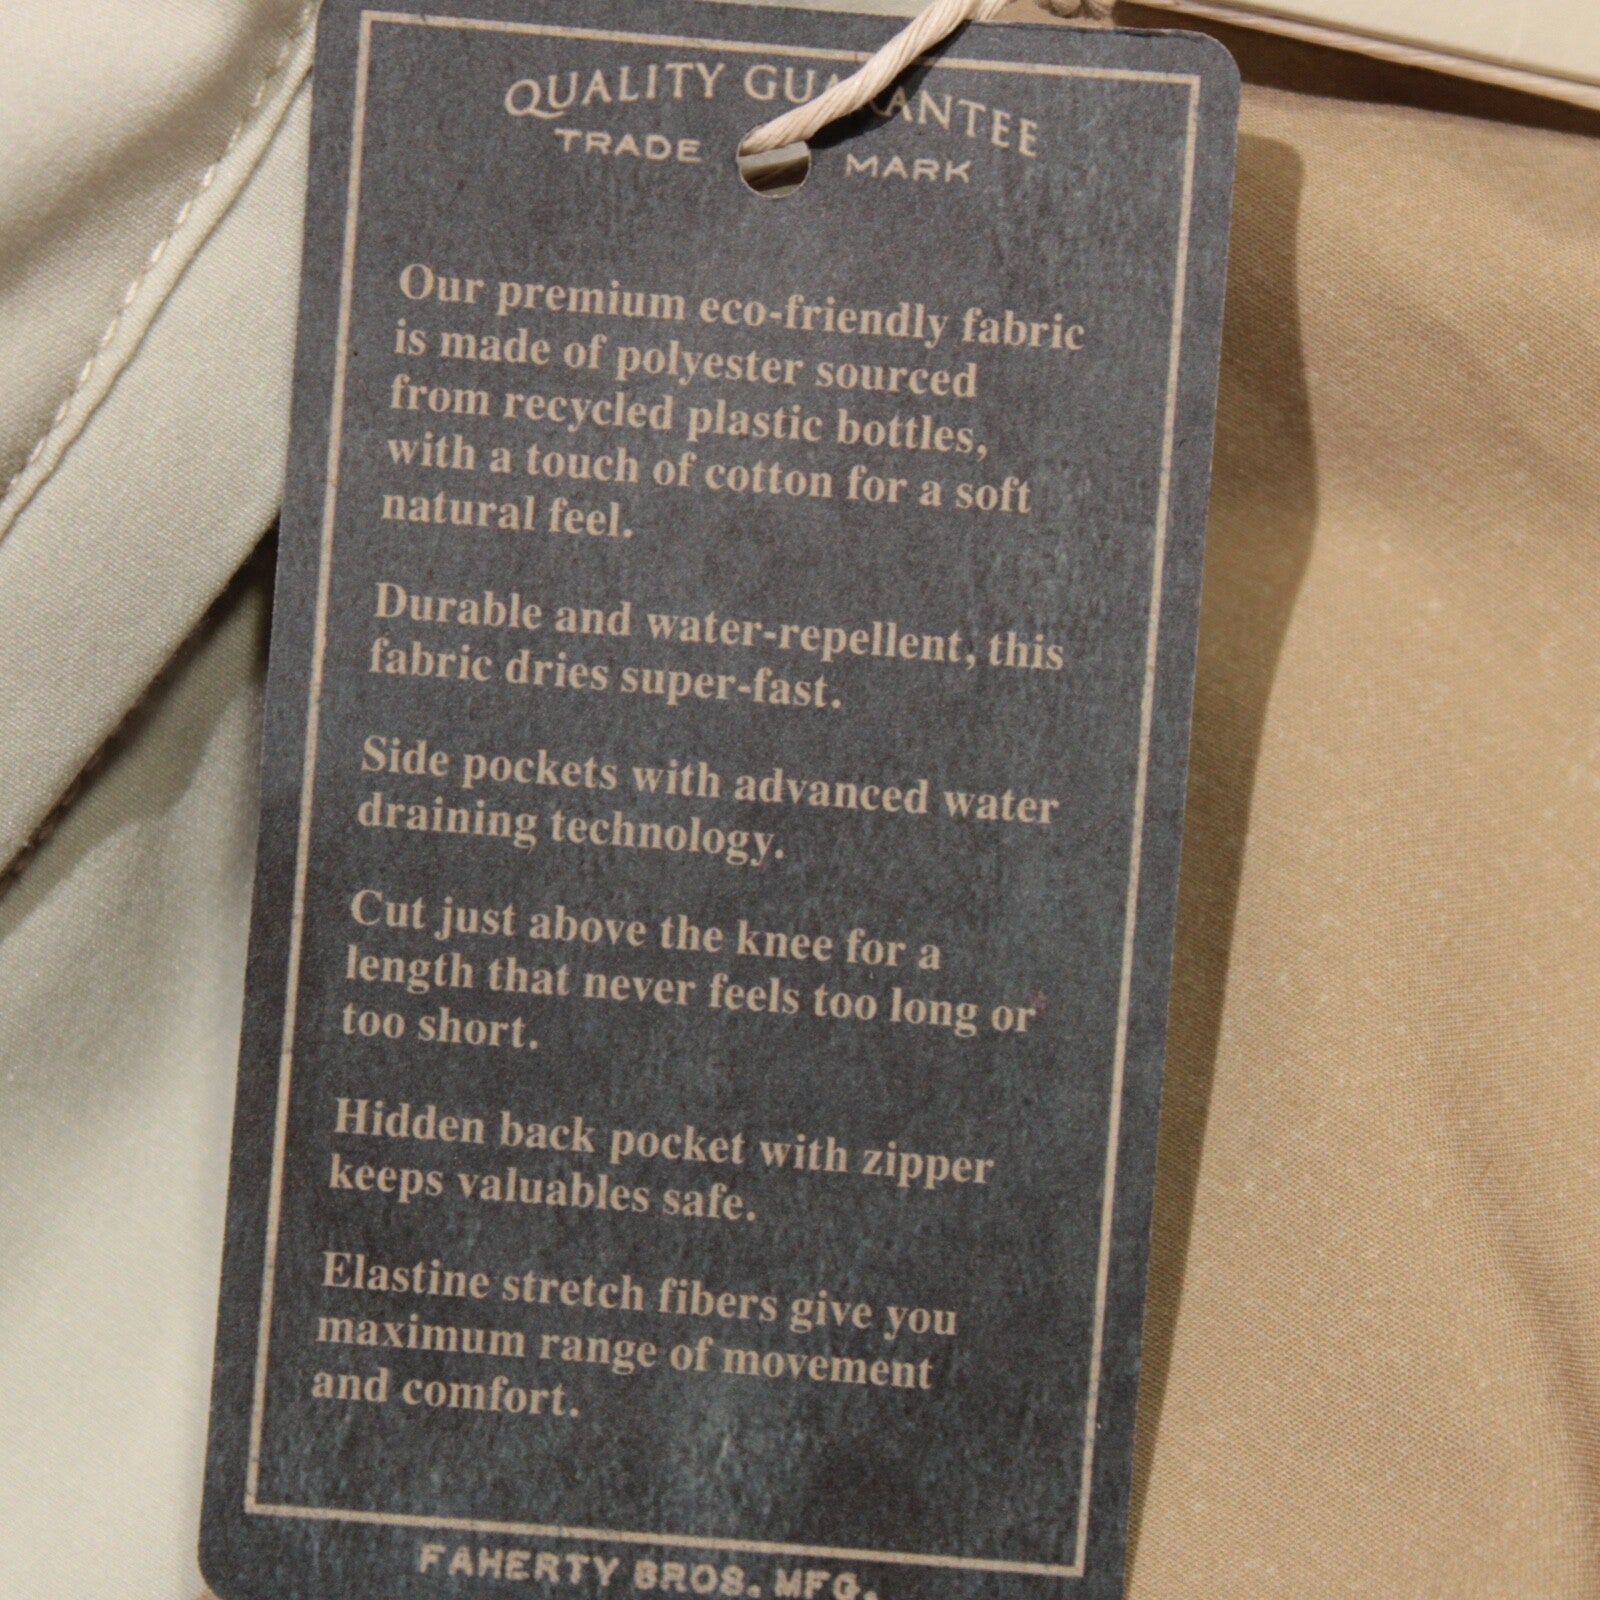 QUALITY GUARANTEE
TRADE MARK
Our premium eco-friendly fabric
is made of polyester sourced
from recycled plastic bottles,
with a touch of cotton for a soft
natural feel.
Durable and water-repellent, this
fabric dries super-fast.
Side pockets with advanced water
draining technology.
Cut just above the knee for a
length that never feels too long or
too short.
Hidden back pocket with zipper
keeps valuables safe.
Elastine stretch fibers give you
maximum range of movement
and comfort.
FAHERTY BROS. MFG.